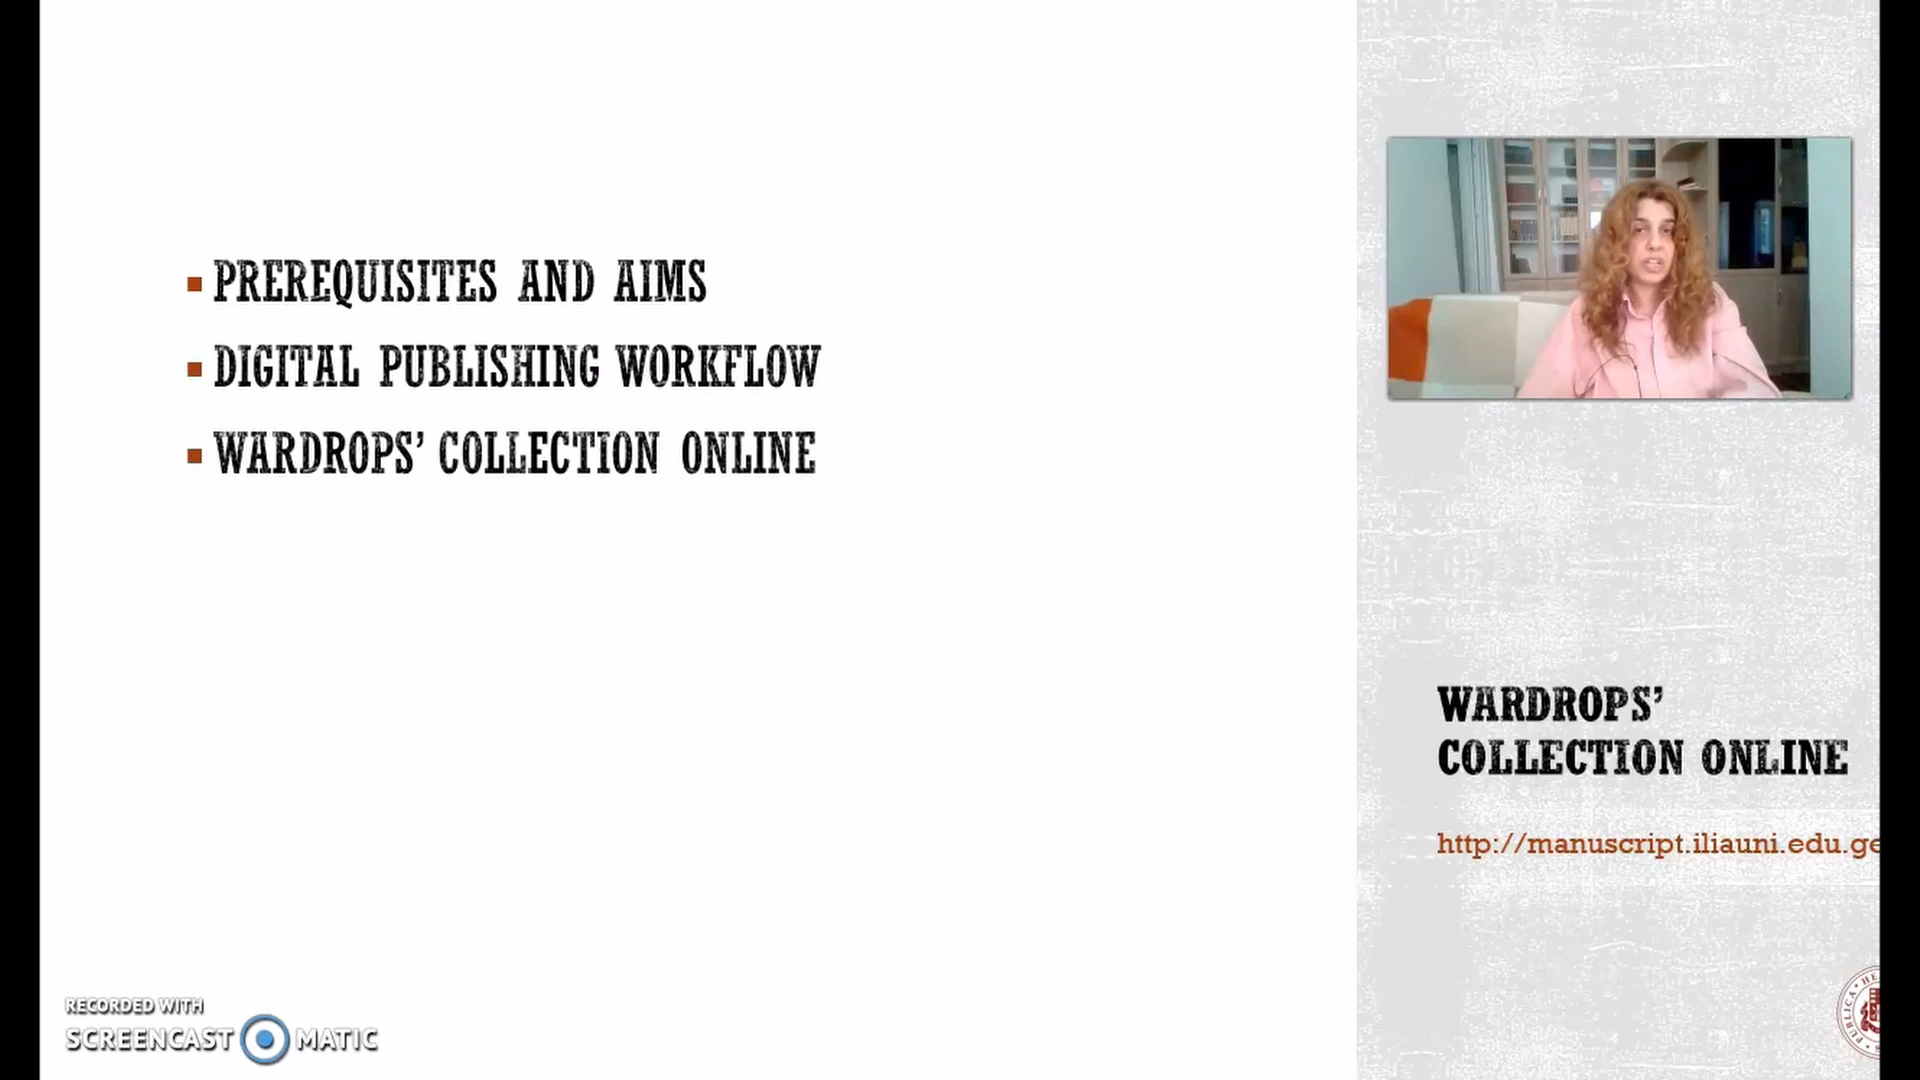 PREREQUISITES AND AIMS
DIGITAL PUBLISHING WORKFLOW
WARDROPS’ COLLECTION ONLINE
WARDROPS’
COLLECTION ONLINE
http://manuscript.iliauni.edu.ge
RECORDED WITH
SCREENCAST MATIC